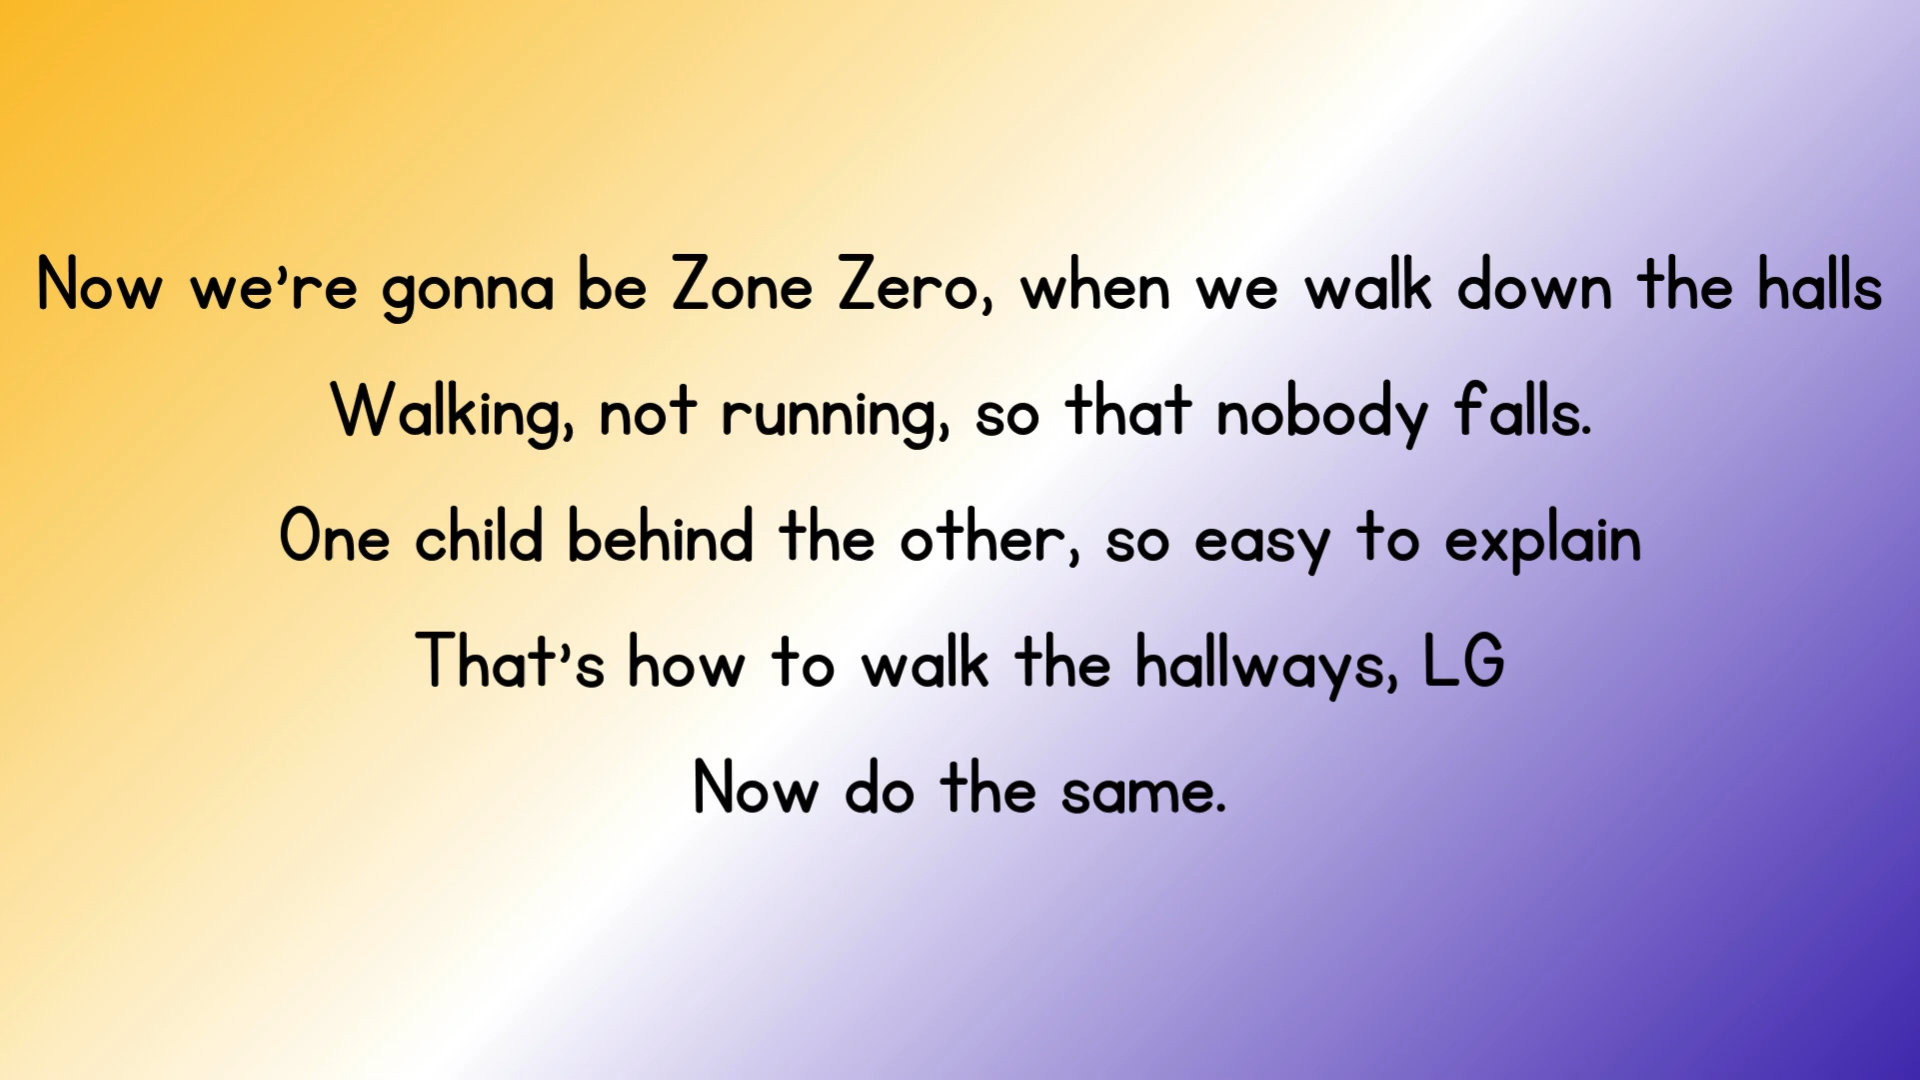 Now we're gonna be Zone Zero, when we walk down the halls
Walking, not running, so that nobody falls.
One child behind the other, so easy to explain
That's how to walk the hallways, LG
Now do the same.